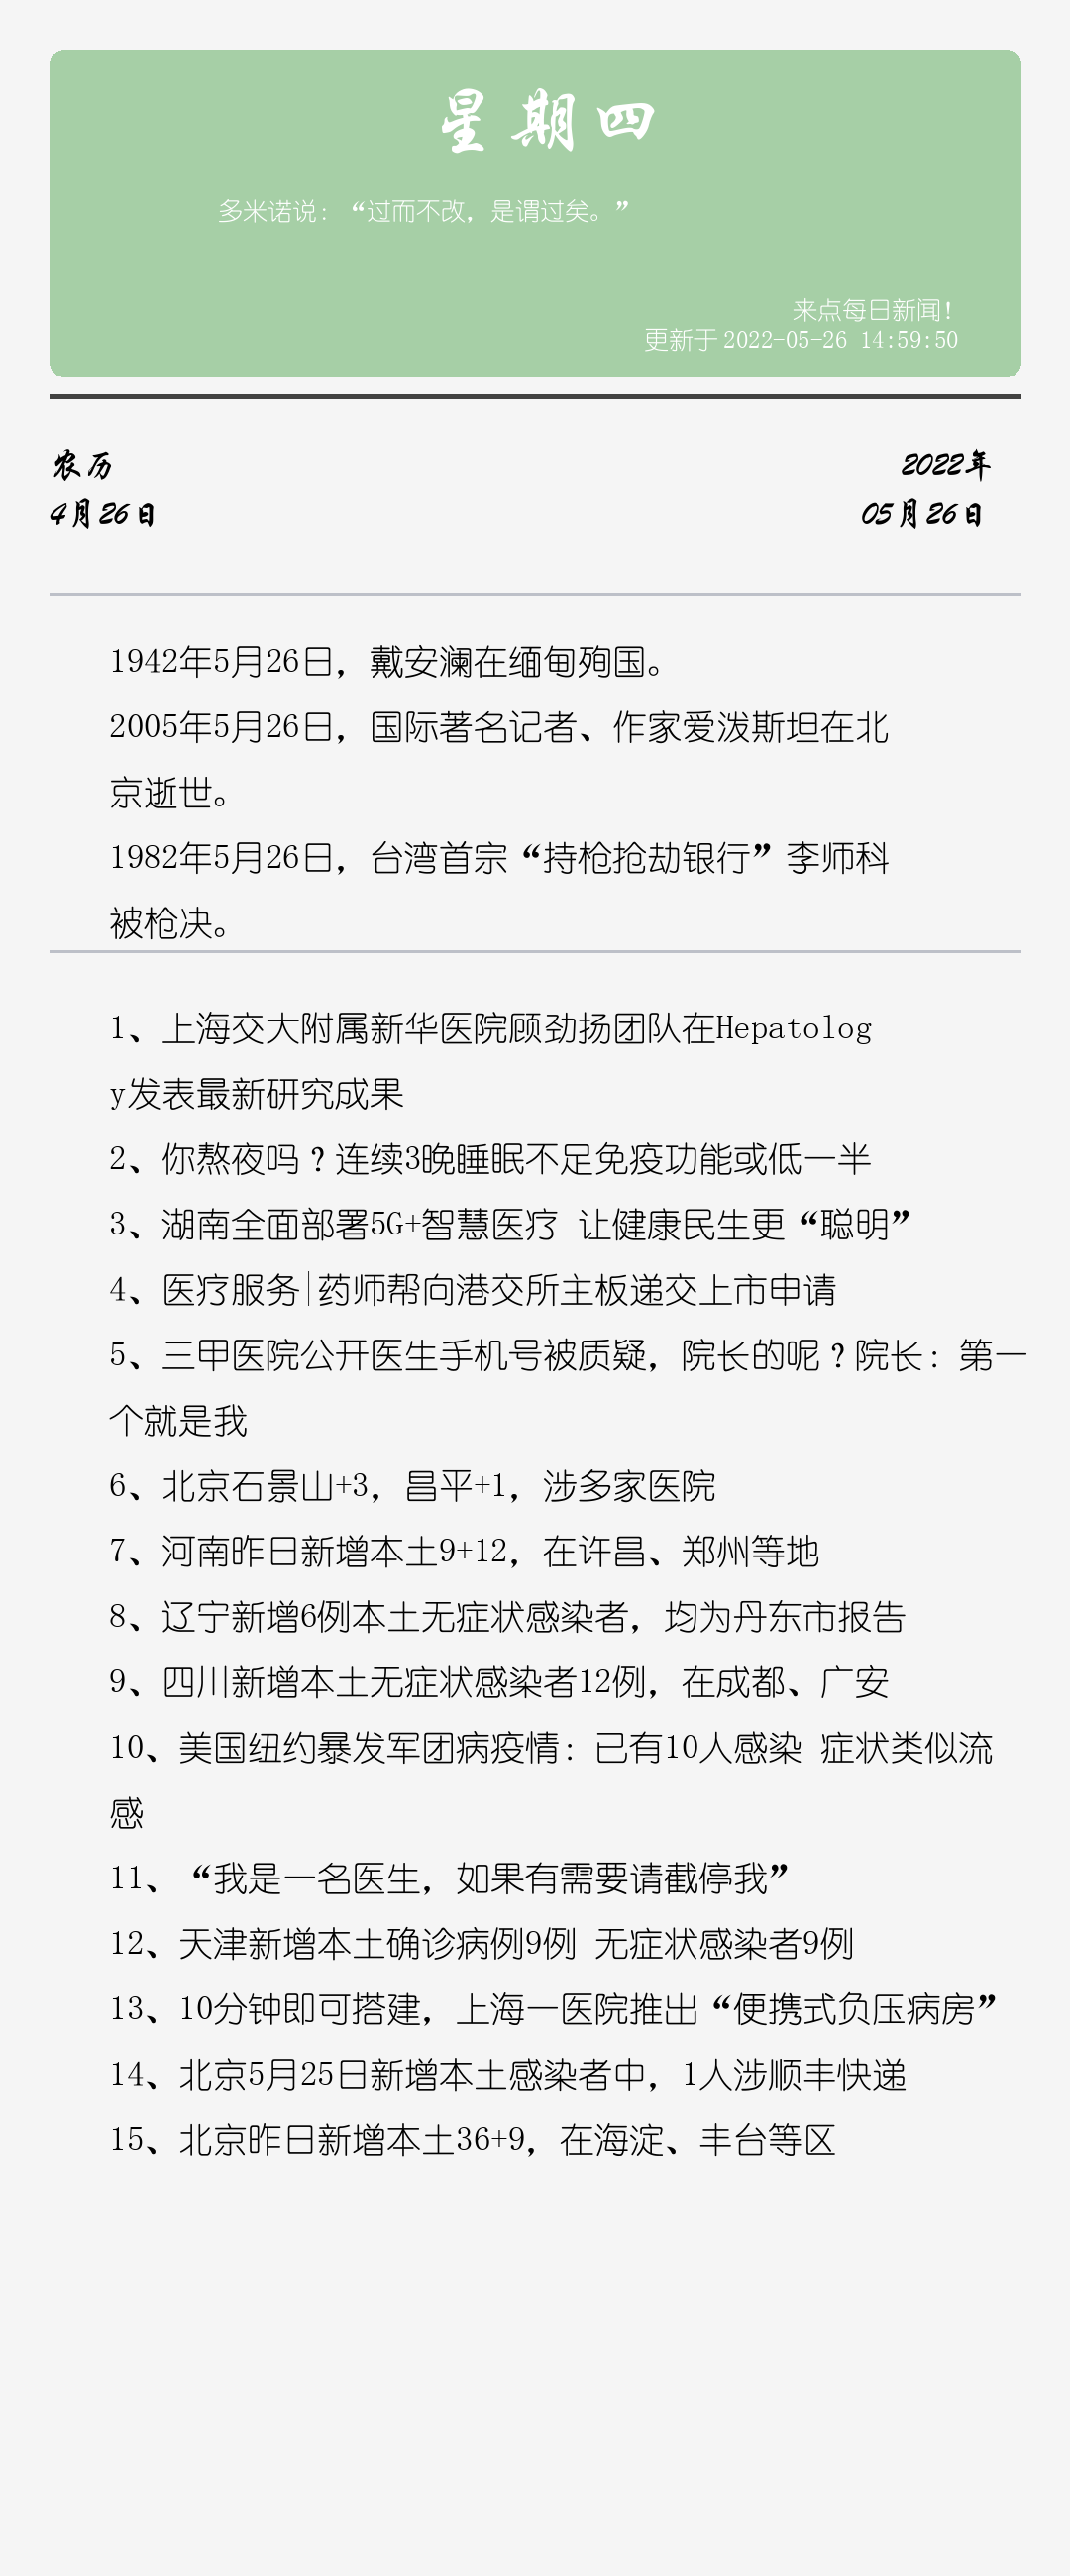 星期四
多米诺说：“过而不改，是谓过矣。”
来点每日新闻！
更新于 2022-05-26 14:59:50
农历
2022年
4月26日
05月26日
1942年5月26日，戴安澜在缅甸殉国。
2005年5月26日，国际著名记者、作家爱泼斯坦在北
京逝世。
1982年5月26日，台湾首宗“持枪抢劫银行”李师科
被枪决。
1、上海交大附属新华医院顾劲扬团队在Hepatolog
y发表最新研究成果
2、你熬夜吗？连续3晚睡眠不足免疫功能或低一半
3、湖南全面部署5G+智慧医疗 让健康民生更“聪明”
4、医疗服务|药师帮向港交所主板递交上市申请
5、三甲医院公开医生手机号被质疑，院长的呢？院长：第一
个就是我
6、北京石景山+3，昌平+1，涉多家医院
7、河南昨日新增本土9+12，在许昌、郑州等地
8、辽宁新增6例本土无症状感染者，均为丹东市报告
9、四川新增本土无症状感染者12例，在成都、广安
10、美国纽约暴发军团病疫情：已有10人感染 症状类似流
感
11、“我是一名医生，如果有需要请截停我”
12、天津新增本土确诊病例9例 无症状感染者9例
13、10分钟即可搭建，上海一医院推出“便携式负压病房”
14、北京5月25日新增本土感染者中，1人涉顺丰快递
15、北京昨日新增本土36+9，在海淀、丰台等区